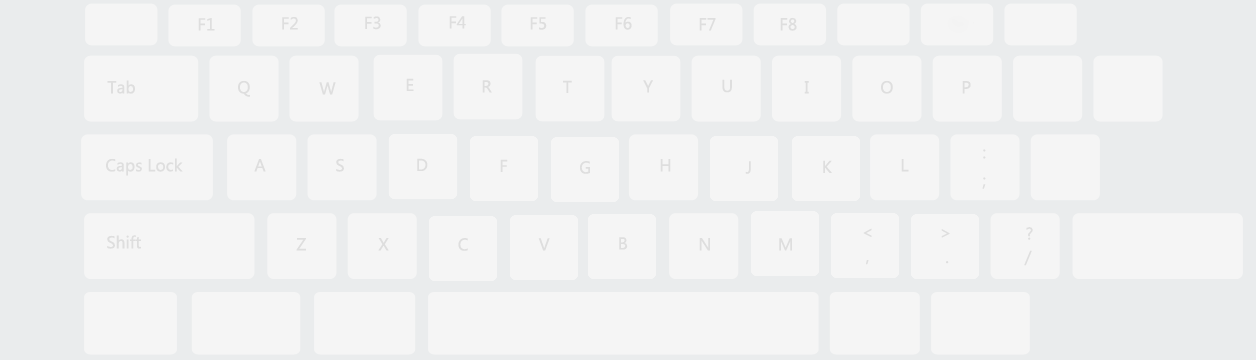 F1 F2 F3 F4 F5 F6 F7 F8
Tab Q W E R T Y U I O P
Caps Lock A S D F G H J K L :
;
Shift Z X C V B N M < > ?
, . /